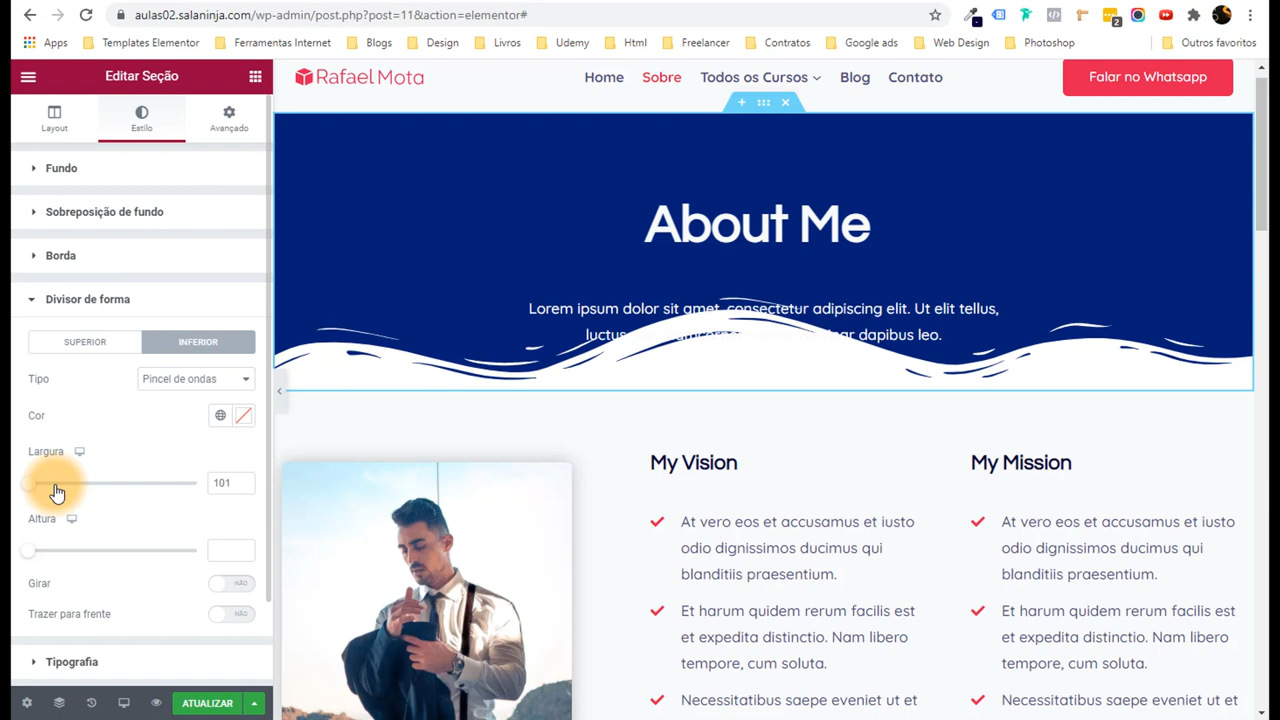 aulas02.salaninja.com/wp-admin/post.php?post=11&action=elementor#
2
Apps
Templates Elementor
Ferramentas Internet
Blogs
Design
Livros
Udemy
Html
Freelancer
Contratos
Google ads
Web Design
Photoshop
Outros favoritos
Editar Seção
Layout
Estilo
Avançado
Fundo
Sobreposição de fundo
Borda
Divisor de forma
SUPERIOR
INFERIOR
Tipo
Pincel de ondas
Cor
Largura
101
Altura
Girar
NÃO
Trazer para frente
NÃO
Tipografia
ATUALIZAR
Rafael Mota
Home
Sobre
Todos os Cursos
Blog
Contato
Falar no Whatsapp
About Me
Lorem ipsum dolor sit amet, consectetur adipiscing elit. Ut elit tellus,
dapibus leo.
My Vision
At vero eos et accusamus et iusto
odio dignissimos ducimus qui
blanditiis praesentium.
Et harum quidem rerum facilis est
et expedita distinctio. Nam libero
tempore, cum soluta.
Necessitatibus saepe eveniet ut et
My Mission
At vero eos et accusamus et iusto
odio dignissimos ducimus qui
blanditiis praesentium.
Et harum quidem rerum facilis est
et expedita distinctio. Nam libero
tempore, cum soluta.
Necessitatibus saepe eveniet ut et